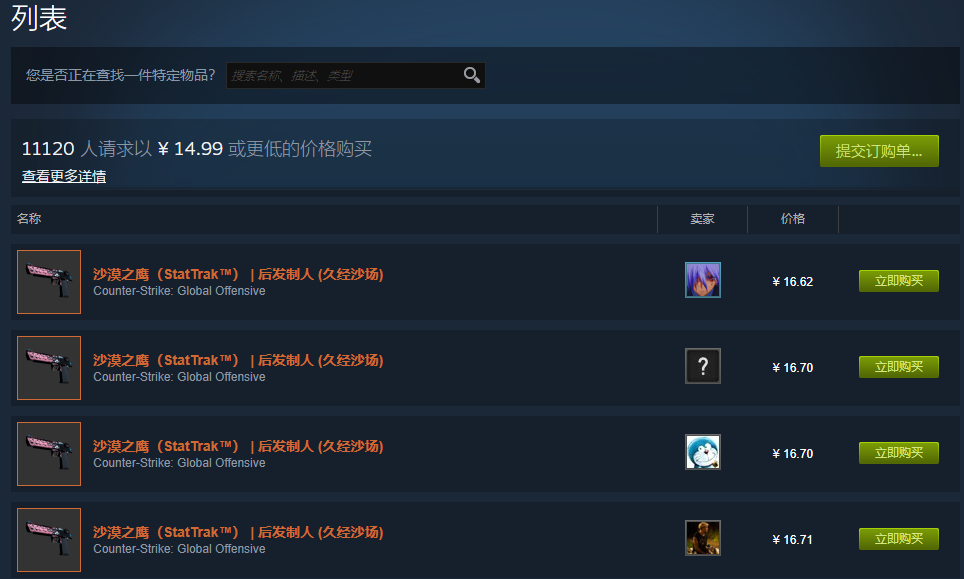 列表
您是否正在查找一件特定物品？ 搜索名称、描述、类型
11120 人请求以 ¥ 14.99 或更低的价格购买
提交订购单...
查看更多详情
名称 卖家 价格
沙漠之鹰（StatTrak™） | 后发制人 (久经沙场)
Counter-Strike: Global Offensive
¥ 16.62
立即购买
沙漠之鹰（StatTrak™） | 后发制人 (久经沙场)
Counter-Strike: Global Offensive
?
¥ 16.70
立即购买
沙漠之鹰（StatTrak™） | 后发制人 (久经沙场)
Counter-Strike: Global Offensive
¥ 16.70
立即购买
沙漠之鹰（StatTrak™） | 后发制人 (久经沙场)
Counter-Strike: Global Offensive
¥ 16.71
立即购买